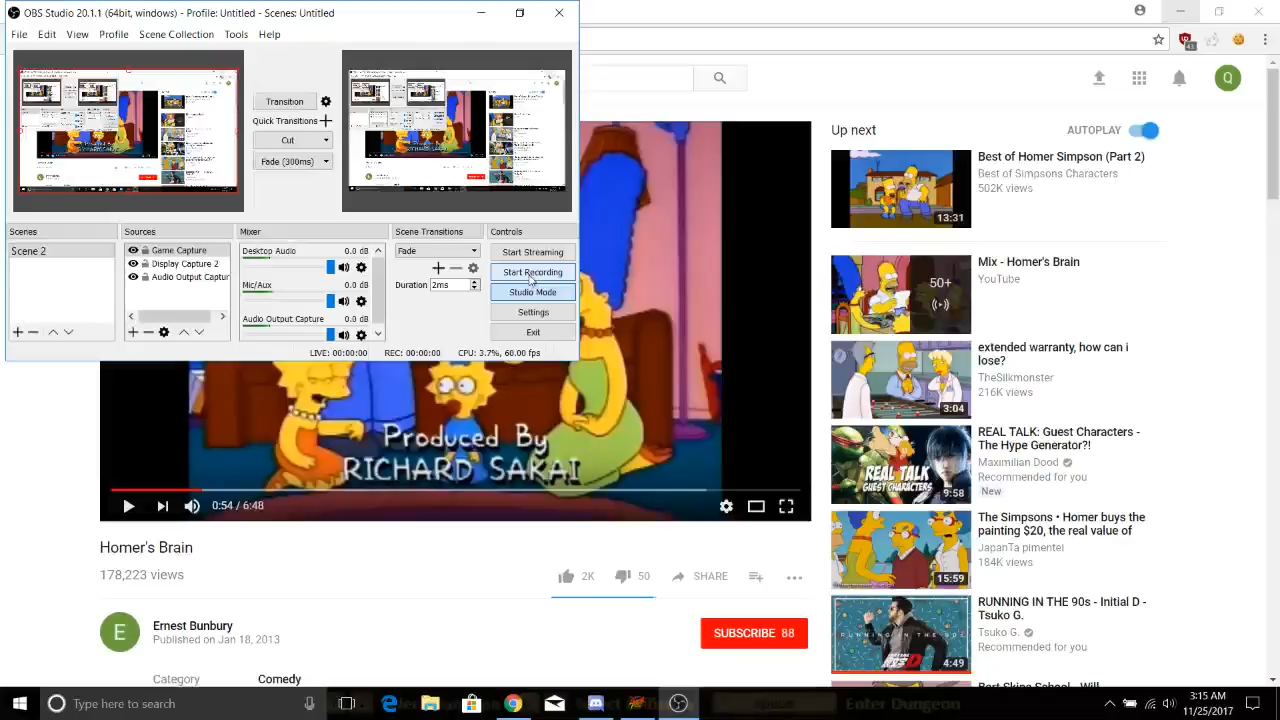 OBS Studio 20.1.1 (64bit, windows) - Profile: Untitled - Scenes: Untitled
File Edit View Profile Scene Collection Tools Help
Transition
Quick Transitions
Cut
Fade (300ms)
Scenes
Scene 2
Sources
Game Capture
Display Capture 2
Audio Output Captur
Mixer
Desktop Audio 0.0 dB
Mic/Aux 0.0 dB
Audio Output Capture 0.0 dB
Scene Transitions
Fade
Duration 2ms
Controls
Start Streaming
Start Recording
Studio Mode
Settings
Exit
LIVE: 00:00:00 REC: 00:00:00 CPU: 3.7%, 60.00 fps
43
Q
Produced By
RICHARD SAKAI
0:54 / 6:48
Homer's Brain
178,223 views
2K 50 SHARE
E
Ernest Bunbury
Published on Jan 18, 2013
SUBSCRIBE 88
Category Comedy
Up next AUTOPLAY
13:31
Best of Homer Simpson (Part 2)
Best of Simpsons Characters
502K views
50+
Mix - Homer's Brain
YouTube
3:04
extended warranty, how can i
lose?
TheSilkmonster
216K views
REAL TALK
GUEST CHARACTERS
9:58
REAL TALK: Guest Characters -
The Hype Generator?!
Maximilian Dood
Recommended for you
New
15:59
The Simpsons • Homer buys the
painting $20, the real value of
JapanTa pimentei
184K views
RUNNING IN THE 90s
4:49
RUNNING IN THE 90s - Initial D -
Tsuko G.
Tsuko G.
Recommended for you
Type here to search
Enter Dungeon
3:15 AM
11/25/2017